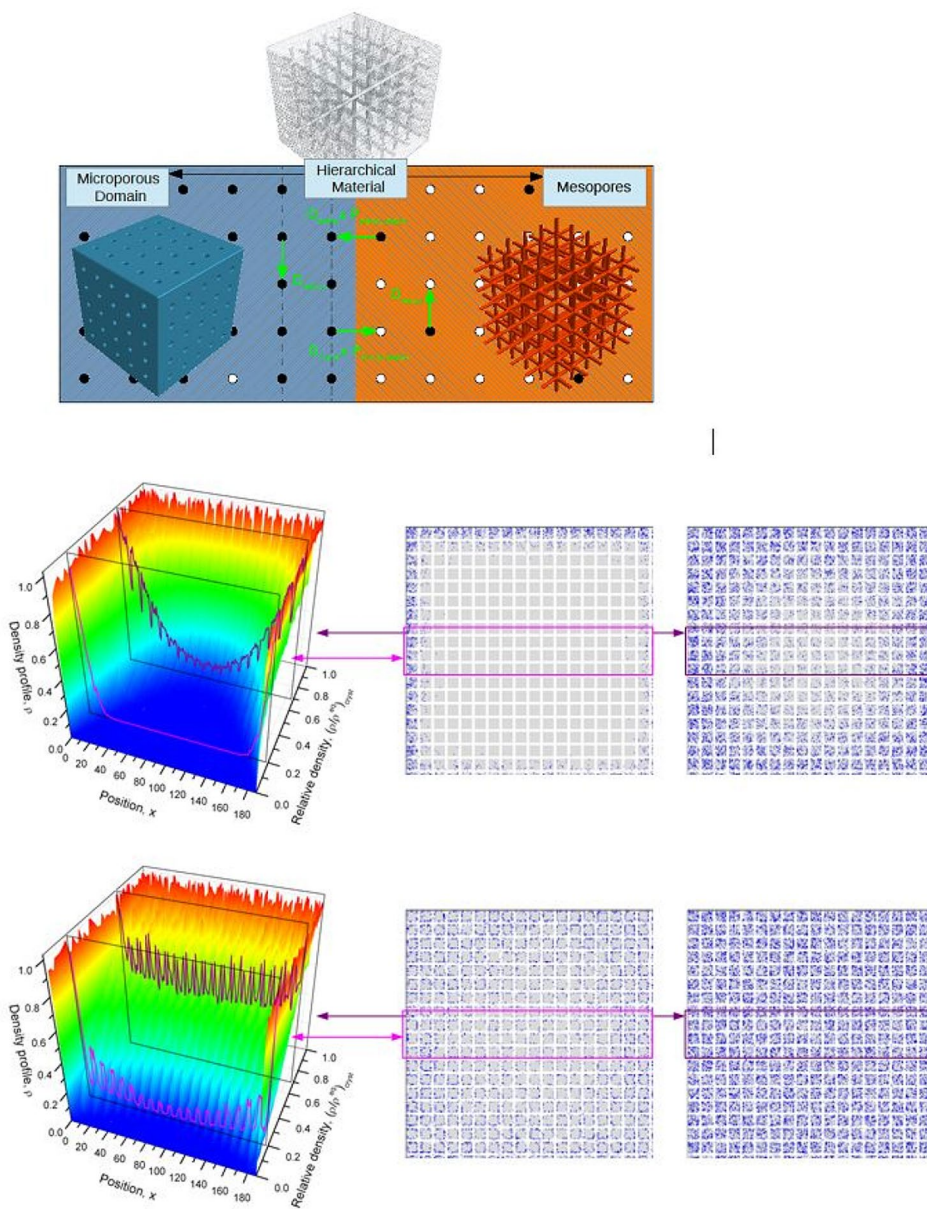 Hierarchical
Material
Microporous
Domain
Mesopores
1.0
0.8
0.6
0.4
0.2
0.0
Density profile, ρ
0 20 40 60 80 100 120 140 160 180
Position, x
0.0
0.2
0.4
0.6
0.8
1.0
Relative density, (ρ/ρ^eq)_cryst
1.0
0.8
0.6
0.4
0.2
0.0
Density profile, ρ
0 20 40 60 80 100 120 140 160 180
Position, x
0.0
0.2
0.4
0.6
0.8
1.0
Relative density, (ρ/ρ^eq)_cryst